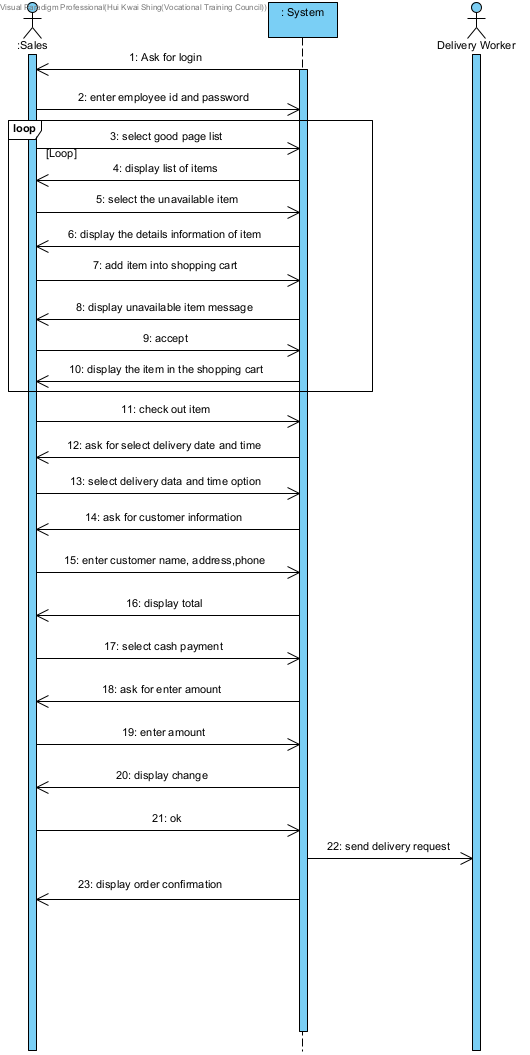 Visual Paradigm Professional(Hui Kwai Shing(Vocational Training Council))
: System
:Sales
Delivery Worker
1: Ask for login
2: enter employee id and password
loop
3: select good page list
[Loop]
4: display list of items
5: select the unavailable item
6: display the details information of item
7: add item into shopping cart
8: display unavailable item message
9: accept
10: display the item in the shopping cart
11: check out item
12: ask for select delivery date and time
13: select delivery data and time option
14: ask for customer information
15: enter customer name, address,phone
16: display total
17: select cash payment
18: ask for enter amount
19: enter amount
20: display change
21: ok
22: send delivery request
23: display order confirmation